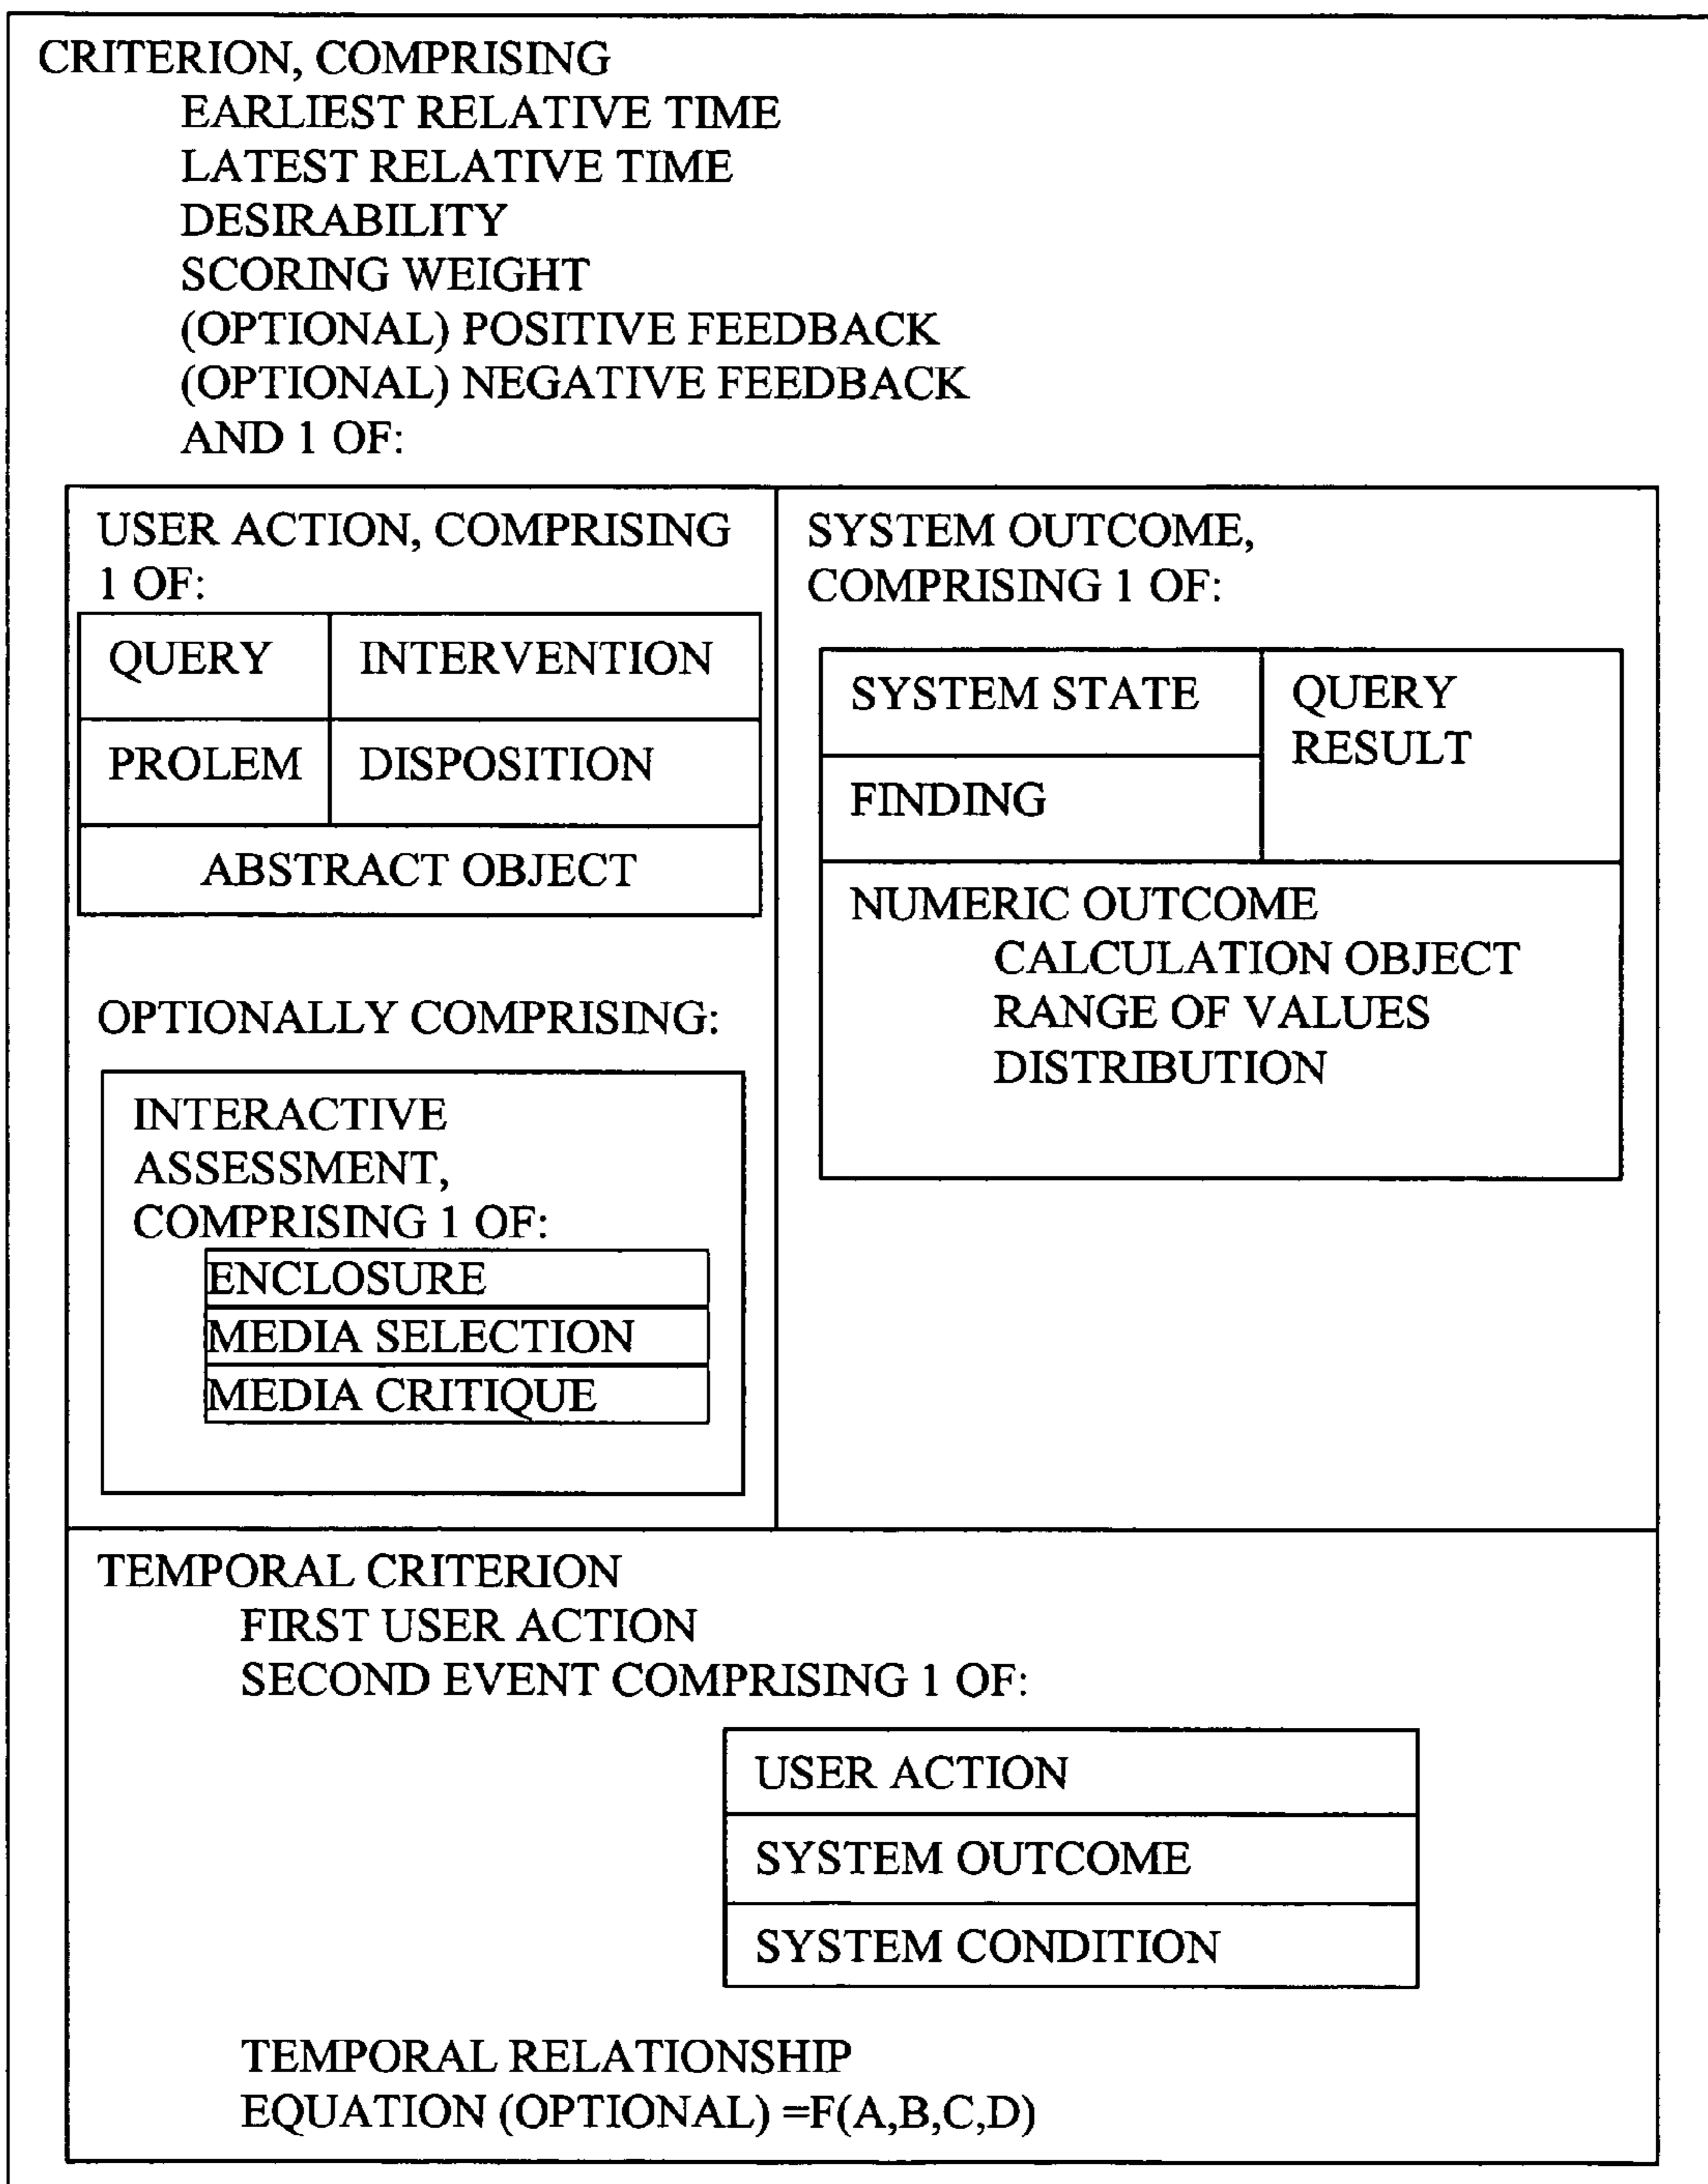 CRITERION, COMPRISING
EARLIEST RELATIVE TIME
LATEST RELATIVE TIME
DESIRABILITY
SCORING WEIGHT
(OPTIONAL) POSITIVE FEEDBACK
(OPTIONAL) NEGATIVE FEEDBACK
AND 1 OF:
USER ACTION, COMPRISING
1 OF:
QUERY
INTERVENTION
PROLEM
DISPOSITION
ABSTRACT OBJECT
OPTIONALLY COMPRISING:
INTERACTIVE
ASSESSMENT,
COMPRISING 1 OF:
ENCLOSURE
MEDIA SELECTION
MEDIA CRITIQUE
SYSTEM OUTCOME,
COMPRISING 1 OF:
SYSTEM STATE
QUERY
RESULT
FINDING
NUMERIC OUTCOME
CALCULATION OBJECT
RANGE OF VALUES
DISTRIBUTION
TEMPORAL CRITERION
FIRST USER ACTION
SECOND EVENT COMPRISING 1 OF:
USER ACTION
SYSTEM OUTCOME
SYSTEM CONDITION
TEMPORAL RELATIONSHIP
EQUATION (OPTIONAL) =F(A,B,C,D)